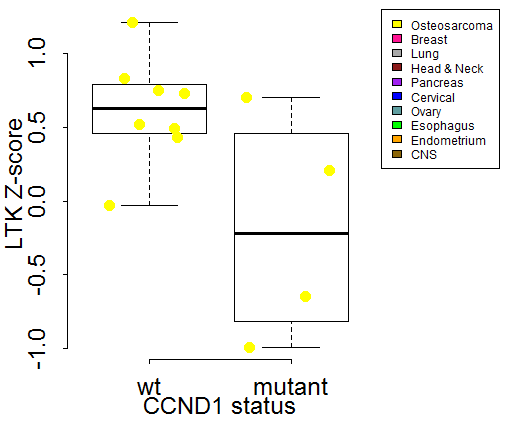 Osteosarcoma
Breast
Lung
Head & Neck
Pancreas
Cervical
Ovary
Esophagus
Endometrium
CNS
LTK Z-score
1.0
0.5
0.0
-0.5
-1.0
wt mutant
CCND1 status